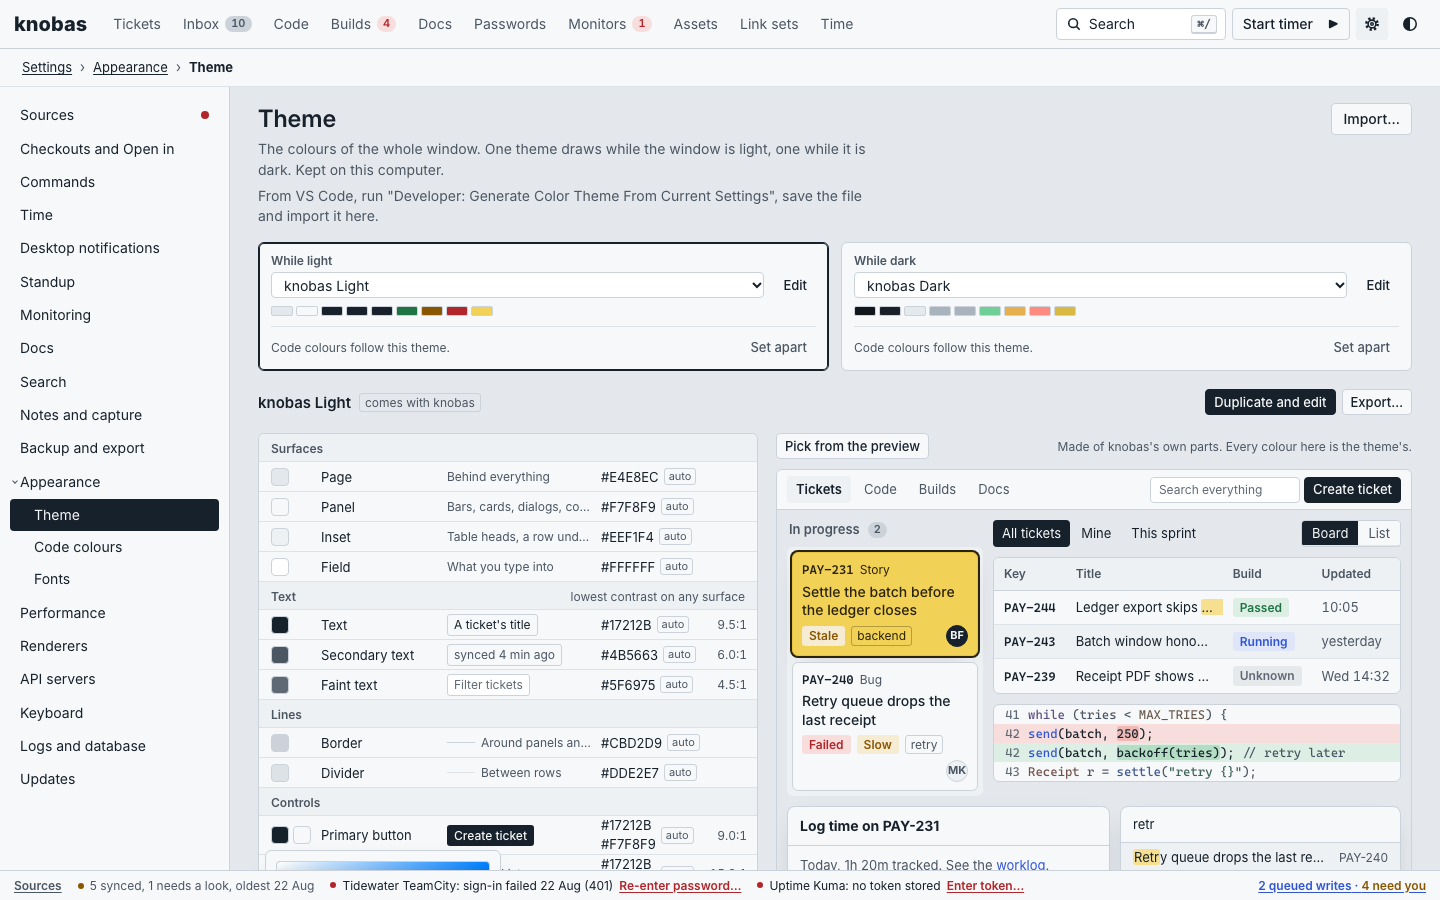 knobas
Tickets
Inbox 10
Code
Builds 4
Docs
Passwords
Monitors 1
Assets
Link sets
Time
Search ⌘/
Start timer
Settings › Appearance › Theme
Sources
Checkouts and Open in
Commands
Time
Desktop notifications
Standup
Monitoring
Docs
Search
Notes and capture
Backup and export
Appearance
Theme
Code colours
Fonts
Performance
Renderers
API servers
Keyboard
Logs and database
Updates
Theme
Import...
The colours of the whole window. One theme draws while the window is light, one while it is
dark. Kept on this computer.
From VS Code, run "Developer: Generate Color Theme From Current Settings", save the file
and import it here.
While light
knobas Light
Edit
Code colours follow this theme.
Set apart
While dark
knobas Dark
Edit
Code colours follow this theme.
Set apart
knobas Light comes with knobas
Duplicate and edit
Export...
Surfaces
Page Behind everything #E4E8EC auto
Panel Bars, cards, dialogs, co... #F7F8F9 auto
Inset Table heads, a row und... #EEF1F4 auto
Field What you type into #FFFFFF auto
Text lowest contrast on any surface
Text A ticket's title #17212B auto 9.5:1
Secondary text synced 4 min ago #4B5663 auto 6.0:1
Faint text Filter tickets #5F6975 auto 4.5:1
Lines
Border Around panels an... #CBD2D9 auto
Divider Between rows #DDE2E7 auto
Controls
Primary button Create ticket #17212B #F7F8F9 auto 9.0:1
#17212B
Pick from the preview
Made of knobas's own parts. Every colour here is the theme's.
Tickets
Code
Builds
Docs
Search everything
Create ticket
In progress 2
PAY-231 Story
Settle the batch before
the ledger closes
Stale backend BF
PAY-240 Bug
Retry queue drops the
last receipt
Failed Slow retry
MK
All tickets
Mine
This sprint
Board
List
Key Title Build Updated
PAY-244 Ledger export skips ... Passed 10:05
PAY-243 Batch window hono... Running yesterday
PAY-239 Receipt PDF shows ... Unknown Wed 14:32
41 while (tries < MAX_TRIES) {
42 send(batch, 250);
42 send(batch, backoff(tries)); // retry later
43 Receipt r = settle("retry {}");
Log time on PAY-231
Today. 1h 20m tracked. See the worklog.
retr
Retry queue drops the last re... PAY-240
Sources
5 synced, 1 needs a look, oldest 22 Aug
Tidewater TeamCity: sign-in failed 22 Aug (401) Re-enter password...
Uptime Kuma: no token stored Enter token...
2 queued writes · 4 need you